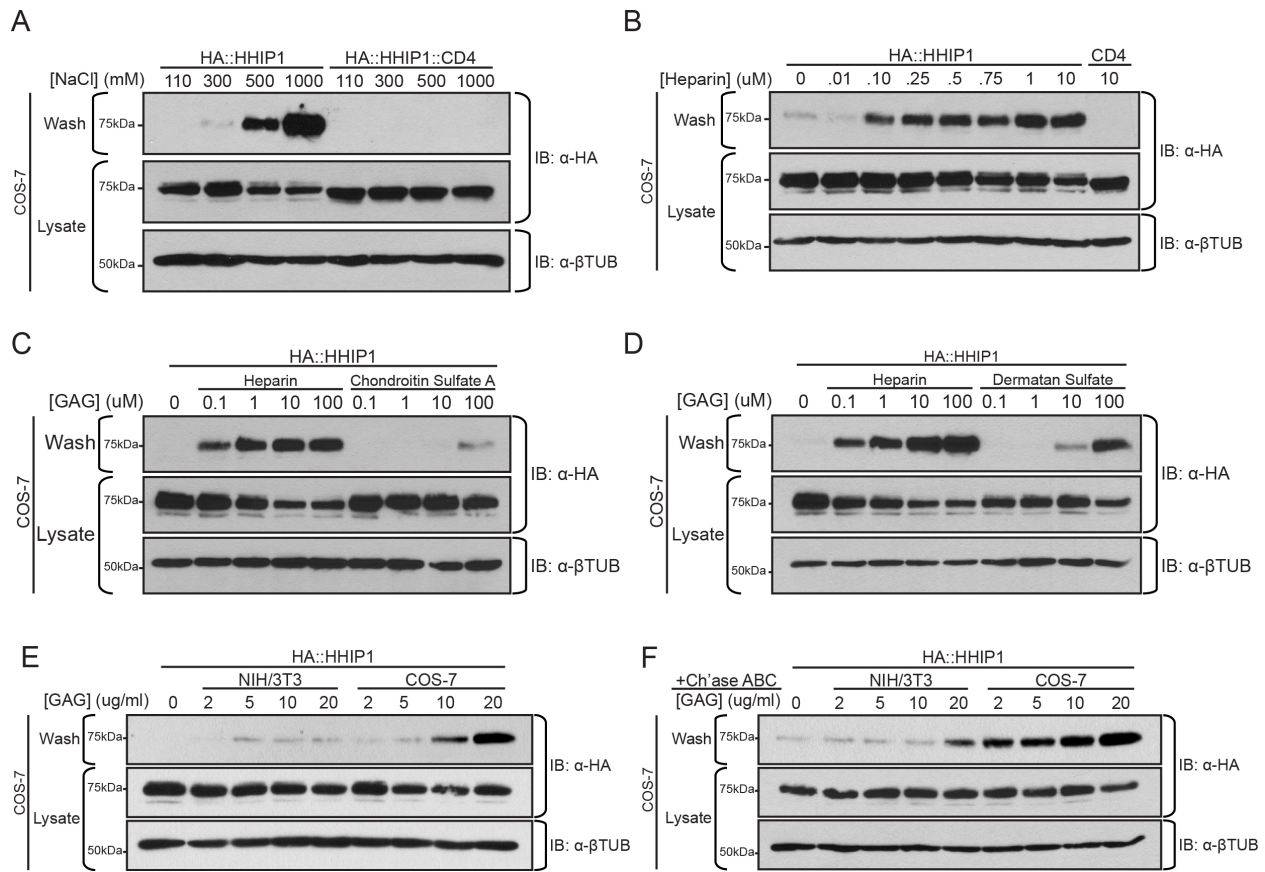 A
HA::HHIP1 HA::HHIP1::CD4
[NaCl] (mM) 110 300 500 1000 110 300 500 1000
Wash 75kDa
IB: α-HA
COS-7
75kDa
Lysate
50kDa IB: α-βTUB
B
HA::HHIP1 CD4
[Heparin] (uM) 0 .01 .10 .25 .5 .75 1 10 10
Wash 75kDa
IB: α-HA
COS-7
75kDa
Lysate
50kDa IB: α-βTUB
C
HA::HHIP1
Heparin Chondroitin Sulfate A
[GAG] (uM) 0 0.1 1 10 100 0.1 1 10 100
Wash 75kDa
IB: α-HA
COS-7
75kDa
Lysate
50kDa IB: α-βTUB
D
HA::HHIP1
Heparin Dermatan Sulfate
[GAG] (uM) 0 0.1 1 10 100 0.1 1 10 100
Wash 75kDa
IB: α-HA
COS-7
75kDa
Lysate
50kDa IB: α-βTUB
E
HA::HHIP1
NIH/3T3 COS-7
[GAG] (ug/ml) 0 2 5 10 20 2 5 10 20
Wash 75kDa
IB: α-HA
COS-7
75kDa
Lysate
50kDa IB: α-βTUB
F
HA::HHIP1
+Ch'ase ABC NIH/3T3 COS-7
[GAG] (ug/ml) 0 2 5 10 20 2 5 10 20
Wash 75kDa
IB: α-HA
COS-7
75kDa
Lysate
50kDa IB: α-βTUB